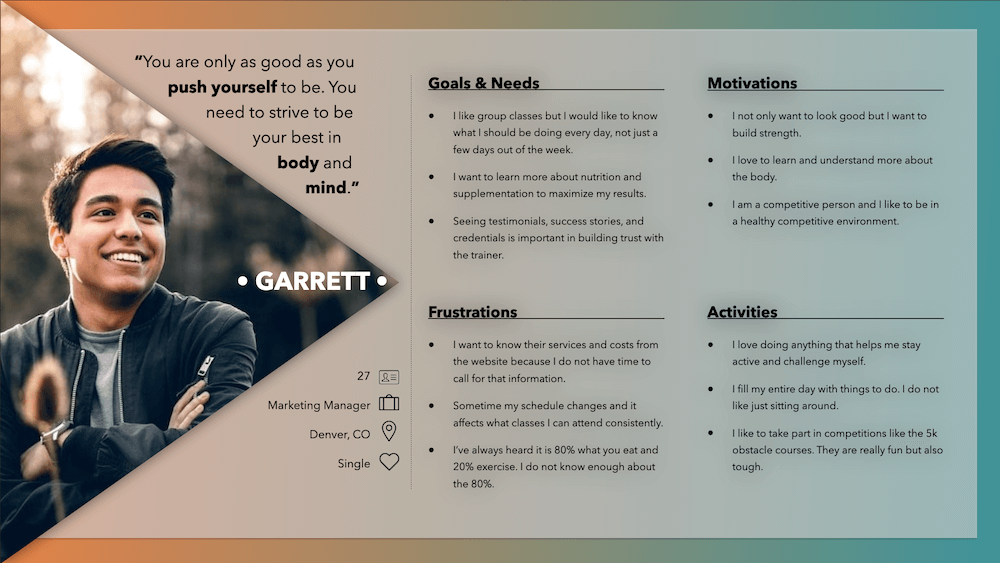 "You are only as good as you
push yourself to be. You
need to strive to be
your best in
body and
mind."
• GARRETT •
27
Marketing Manager
Denver, CO
Single
Goals & Needs
• I like group classes but I would like to know
what I should be doing every day, not just a
few days out of the week.
• I want to learn more about nutrition and
supplementation to maximize my results.
• Seeing testimonials, success stories, and
credentials is important in building trust with
the trainer.
Motivations
• I not only want to look good but I want to
build strength.
• I love to learn and understand more about
the body.
• I am a competitive person and I like to be in
a healthy competitive environment.
Frustrations
• I want to know their services and costs from
the website because I do not have time to
call for that information.
• Sometime my schedule changes and it
affects what classes I can attend consistently.
• I've always heard it is 80% what you eat and
20% exercise. I do not know enough about
the 80%.
Activities
• I love doing anything that helps me stay
active and challenge myself.
• I fill my entire day with things to do. I do not
like just sitting around.
• I like to take part in competitions like the 5k
obstacle courses. They are really fun but also
tough.